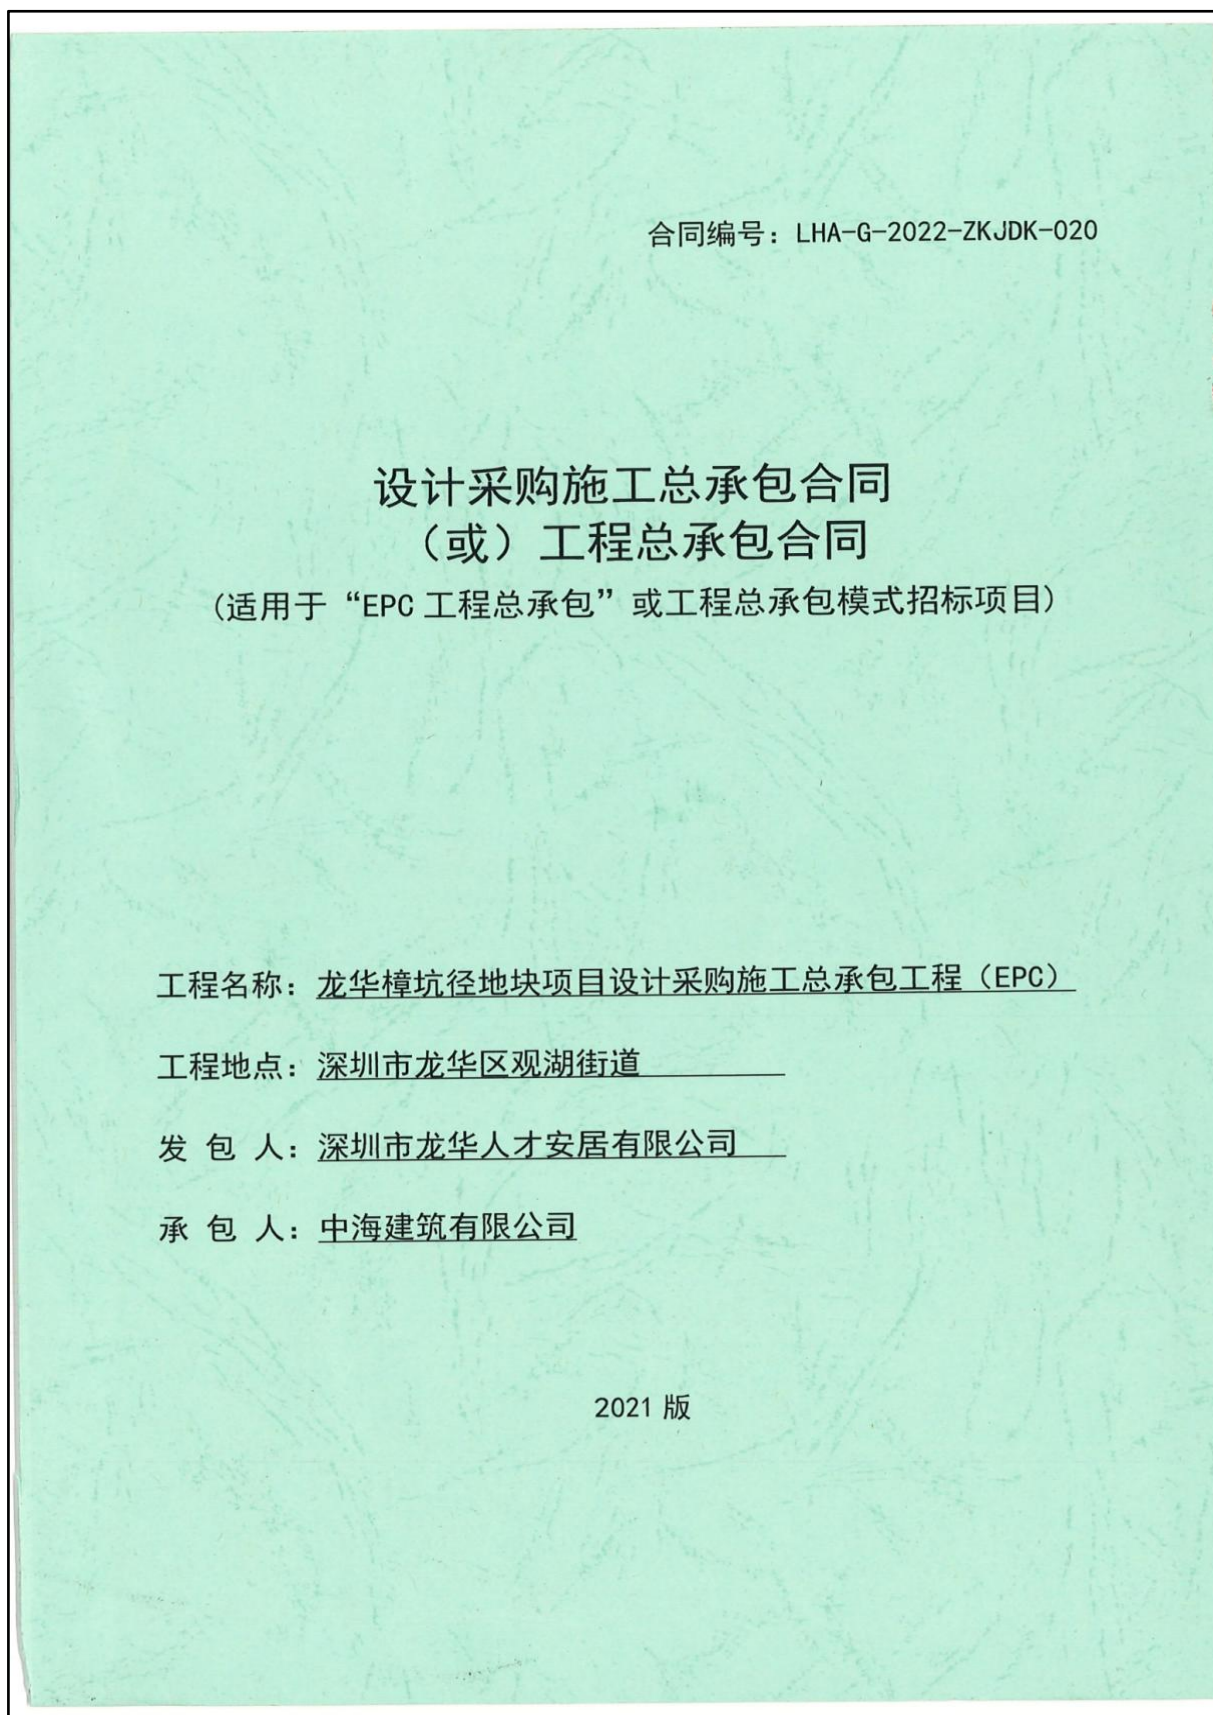 合同编号：LHA-G-2022-ZKJDK-020
设计采购施工总承包合同
（或）工程总承包合同
（适用于“EPC 工程总承包”或工程总承包模式招标项目）
工程名称：龙华樟坑径地块项目设计采购施工总承包工程（EPC）
工程地点：深圳市龙华区观湖街道
发 包 人：深圳市龙华人才安居有限公司
承 包 人：中海建筑有限公司
2021 版